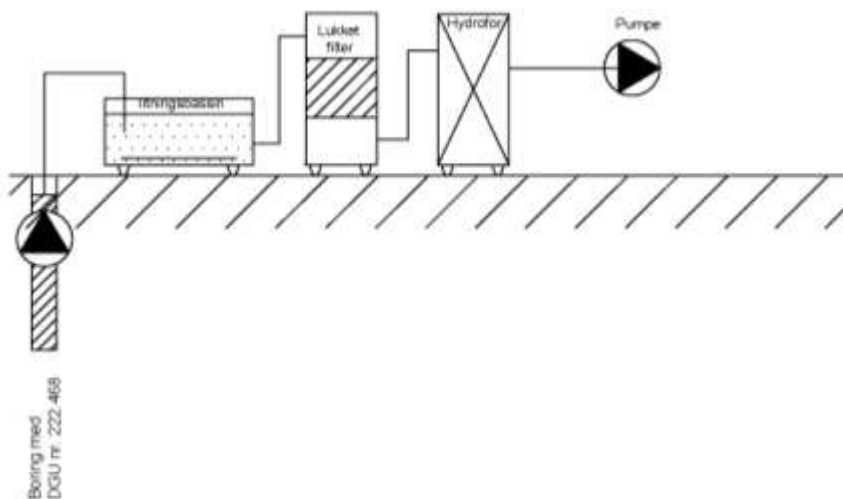 Iltningsbassin
Lukket
filter
Hydrofor
Pumpe
Boring med
DGU nr. 222.468